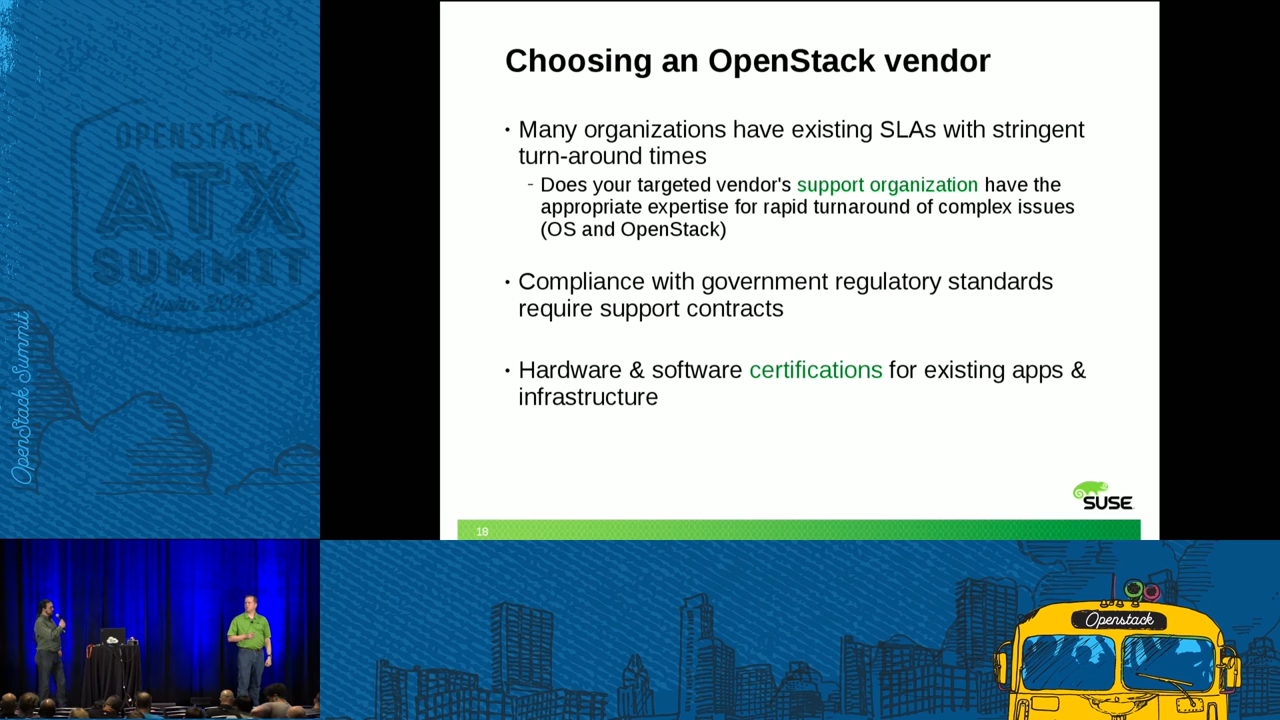 OPENSTACK
ATX
SUMMIT
Austin 2016
OpenStack Summit
Choosing an OpenStack vendor
• Many organizations have existing SLAs with stringent
turn-around times
- Does your targeted vendor's support organization have the
appropriate expertise for rapid turnaround of complex issues
(OS and OpenStack)
• Compliance with government regulatory standards
require support contracts
• Hardware & software certifications for existing apps &
infrastructure
SUSE
18
Openstack